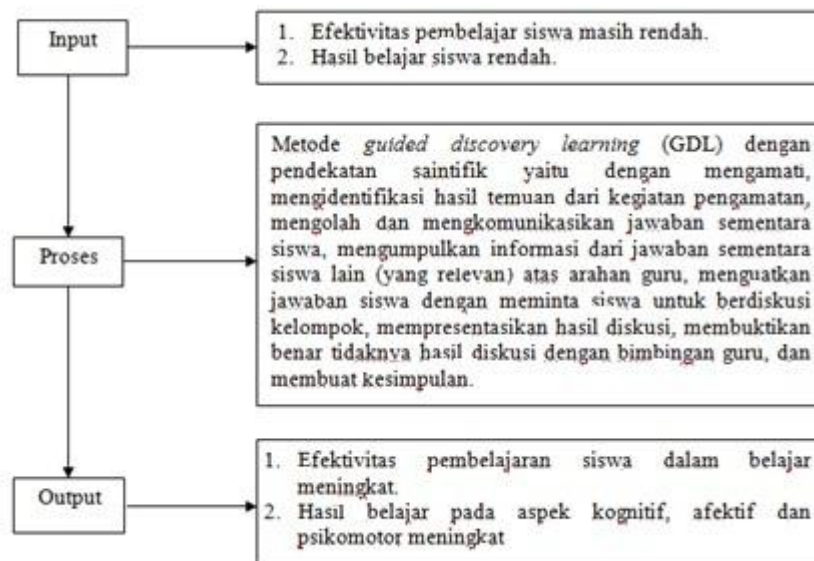 Input
1. Efektivitas pembelajar siswa masih rendah.
2. Hasil belajar siswa rendah.
Proses
Metode guided discovery learning (GDL) dengan
pendekatan saintifik yaitu dengan mengamati,
mengidentifikasi hasil temuan dari kegiatan pengamatan,
mengolah dan mengkomunikasikan jawaban sementara
siswa, mengumpulkan informasi dari jawaban sementara
siswa lain (yang relevan) atas arahan guru, menguatkan
jawaban siswa dengan meminta siswa untuk berdiskusi
kelompok, mempresentasikan hasil diskusi, membuktikan
benar tidaknya hasil diskusi dengan bimbingan guru, dan
membuat kesimpulan.
Output
1. Efektivitas pembelajaran siswa dalam belajar
meningkat.
2. Hasil belajar pada aspek kognitif, afektif dan
psikomotor meningkat